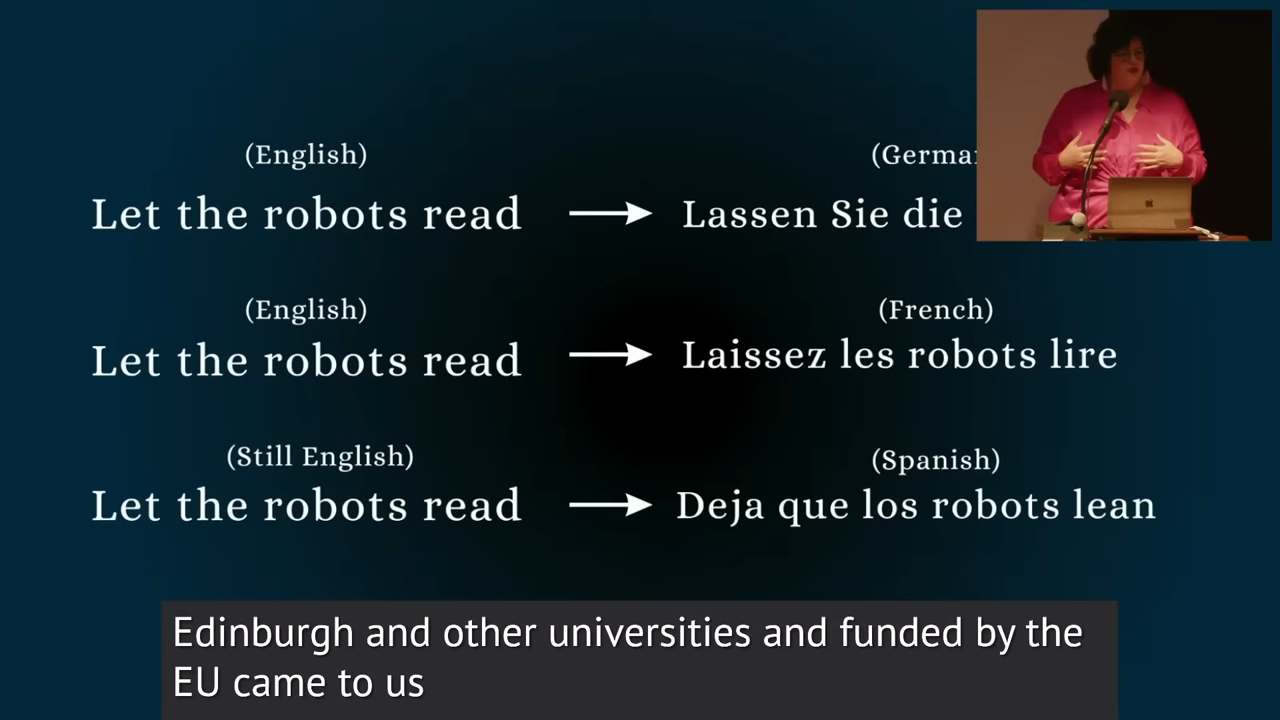 (English)
Let the robots read
(Germa
Lassen Sie die
(English)
Let the robots read
(French)
Laissez les robots lire
(Still English)
Let the robots read
(Spanish)
Deja que los robots lean
Edinburgh and other universities and funded by the
EU came to us